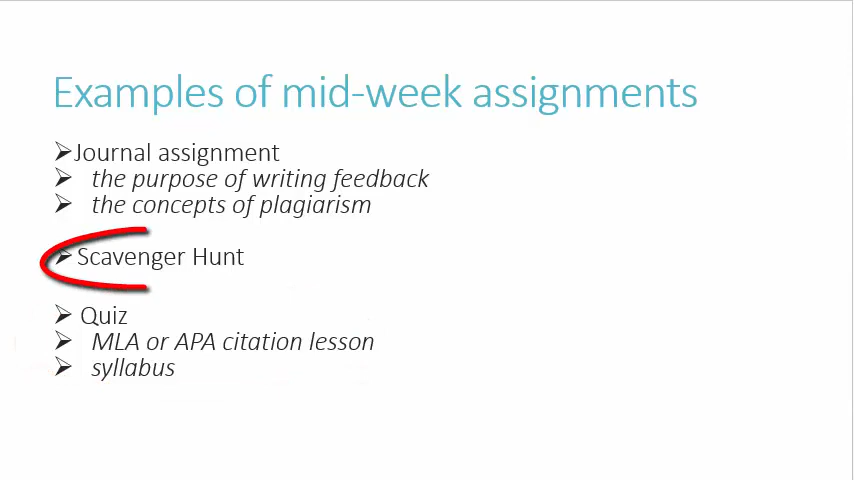 Examples of mid-week assignments
➢Journal assignment
➢ the purpose of writing feedback
➢ the concepts of plagiarism
➢ Scavenger Hunt
➢ Quiz
➢ MLA or APA citation lesson
➢ syllabus